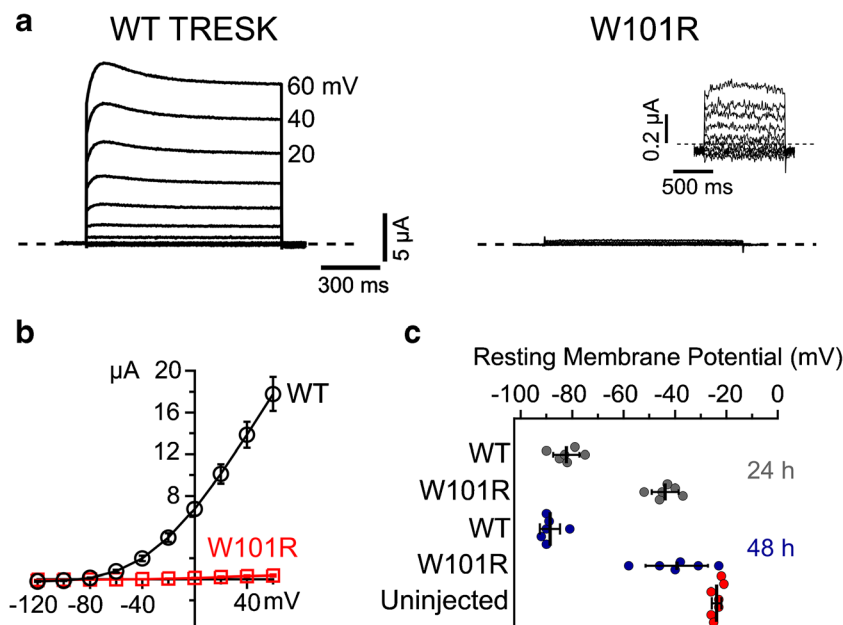 a
WT TRESK
W101R
60 mV
40
20
5 µA
300 ms
0.2 µA
500 ms
b
µA
20
16
12
8
WT
W101R
-120
-80
-40
40 mV
c
Resting Membrane Potential (mV)
-100 -80 -60 -40 -20 0
WT
24 h
W101R
WT
48 h
W101R
Uninjected